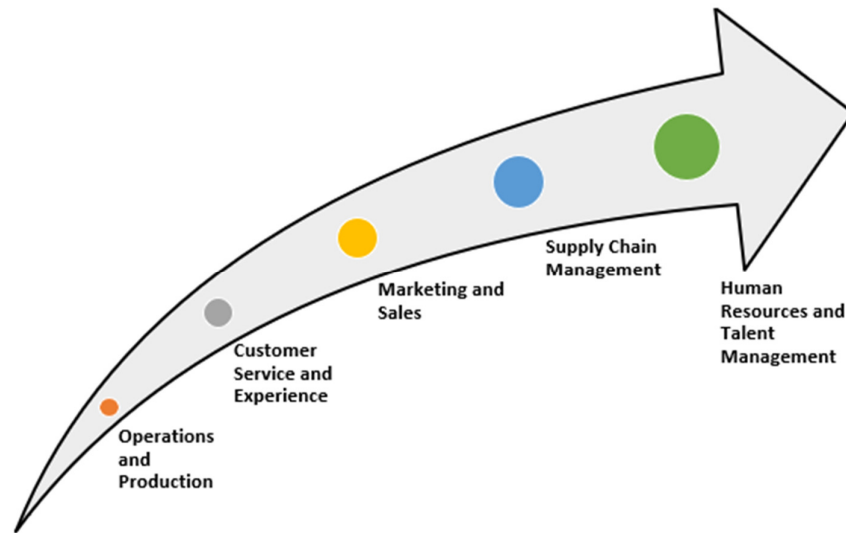 Operations
and
Production
Customer
Service and
Experience
Marketing and
Sales
Supply Chain
Management
Human
Resources and
Talent
Management